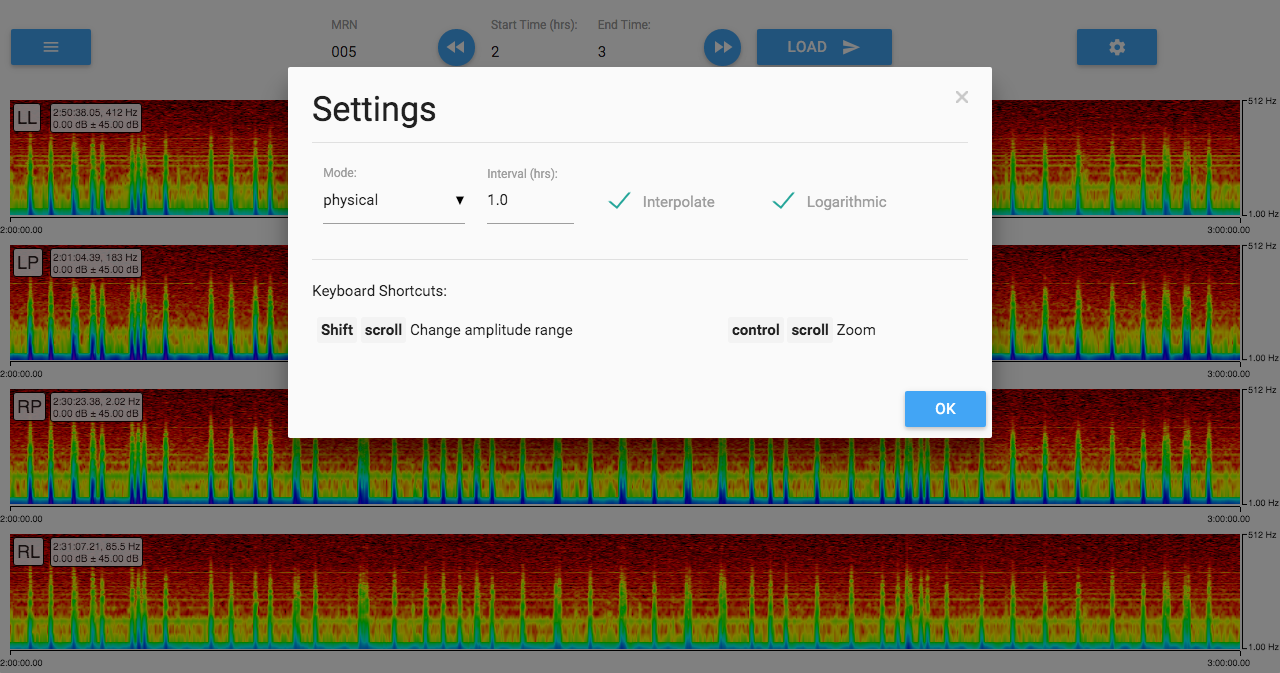 MRN
Start Time (hrs):
End Time:
005
2
3
LOAD
Settings
×
Mode:
Interval (hrs):
physical
1.0
Interpolate
Logarithmic
Keyboard Shortcuts:
Shift scroll Change amplitude range
control scroll Zoom
OK
LL
2:50:38.05, 412 Hz
0.00 dB ± 45.00 dB
512 Hz
1.00 Hz
2:00:00.00
3:00:00.00
LP
2:01:04.39, 183 Hz
0.00 dB ± 45.00 dB
512 Hz
1.00 Hz
2:00:00.00
3:00:00.00
RP
2:30:23.38, 2.02 Hz
0.00 dB ± 45.00 dB
512 Hz
1.00 Hz
2:00:00.00
3:00:00.00
RL
2:31:07.21, 85.5 Hz
0.00 dB ± 45.00 dB
512 Hz
1.00 Hz
2:00:00.00
3:00:00.00